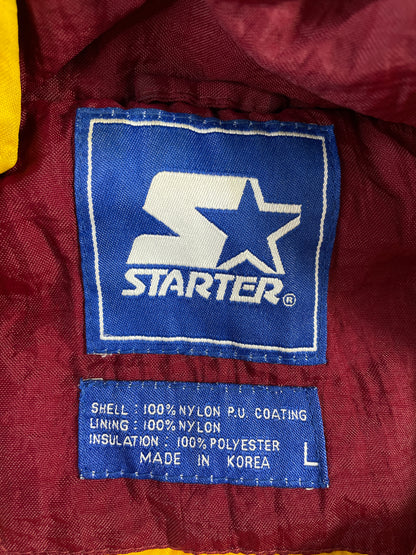 STARTER®
SHELL : 100% NYLON P.U. COATING
LINING : 100% NYLON
INSULATION : 100% POLYESTER
MADE IN KOREA L